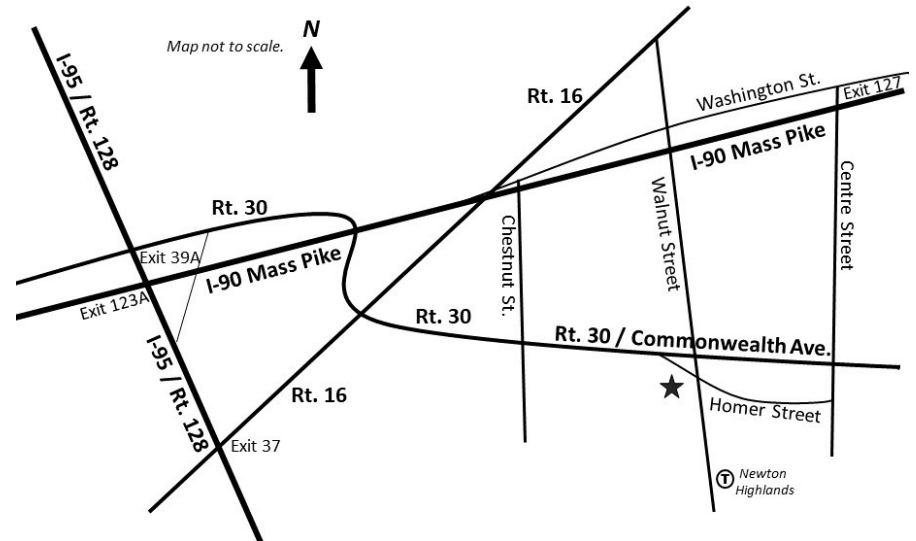 N
Map not to scale.
I-95 / Rt. 128
Rt. 16
Washington St.
Exit 127
I-90 Mass Pike
Rt. 30
Exit 39A
I-90 Mass Pike
Exit 123A
Chestnut St.
Walnut Street
Centre Street
Rt. 30
Rt. 30 / Commonwealth Ave.
I-95 / Rt. 128
Rt. 16
Homer Street
Exit 37
T
Newton
Highlands